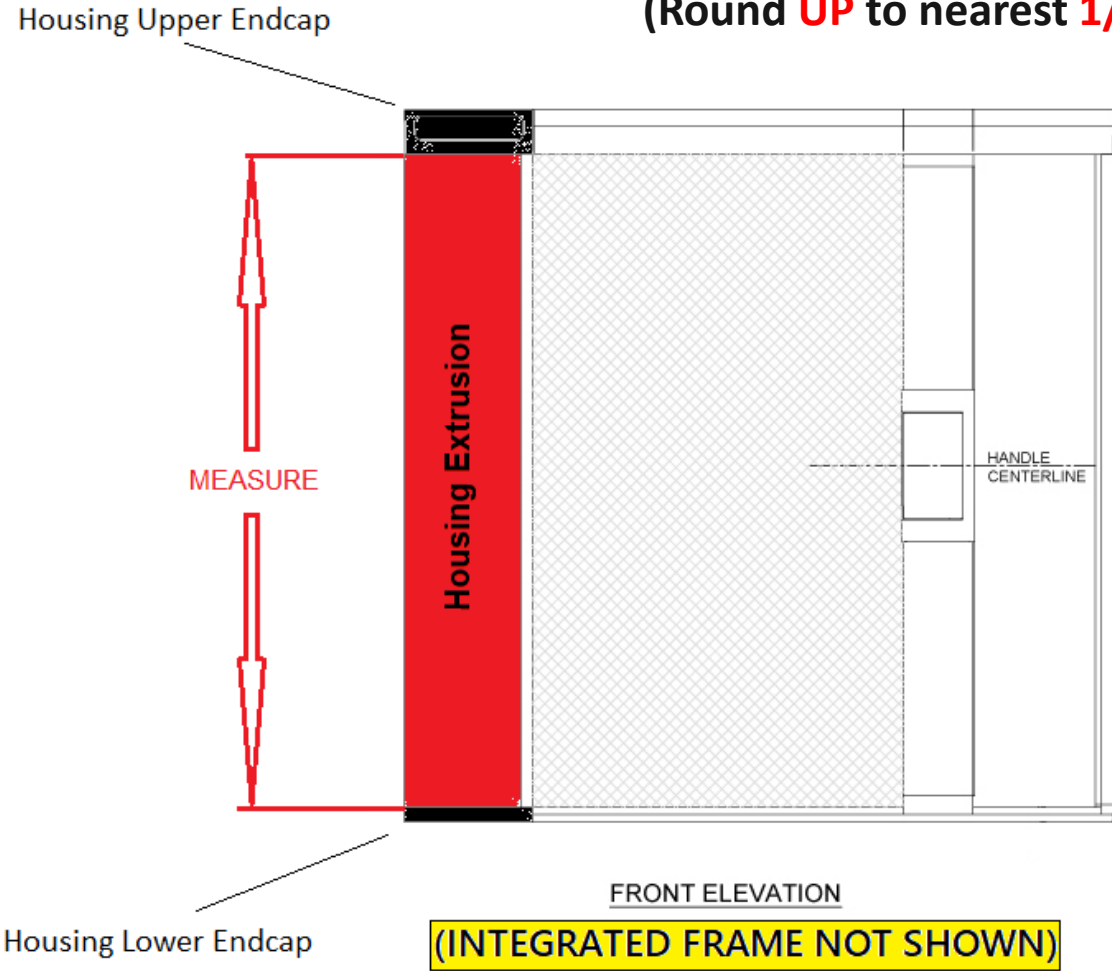 Housing Upper Endcap
(Round UP to nearest 1/
Housing Extrusion
MEASURE
HANDLE
CENTERLINE
FRONT ELEVATION
Housing Lower Endcap
(INTEGRATED FRAME NOT SHOWN)